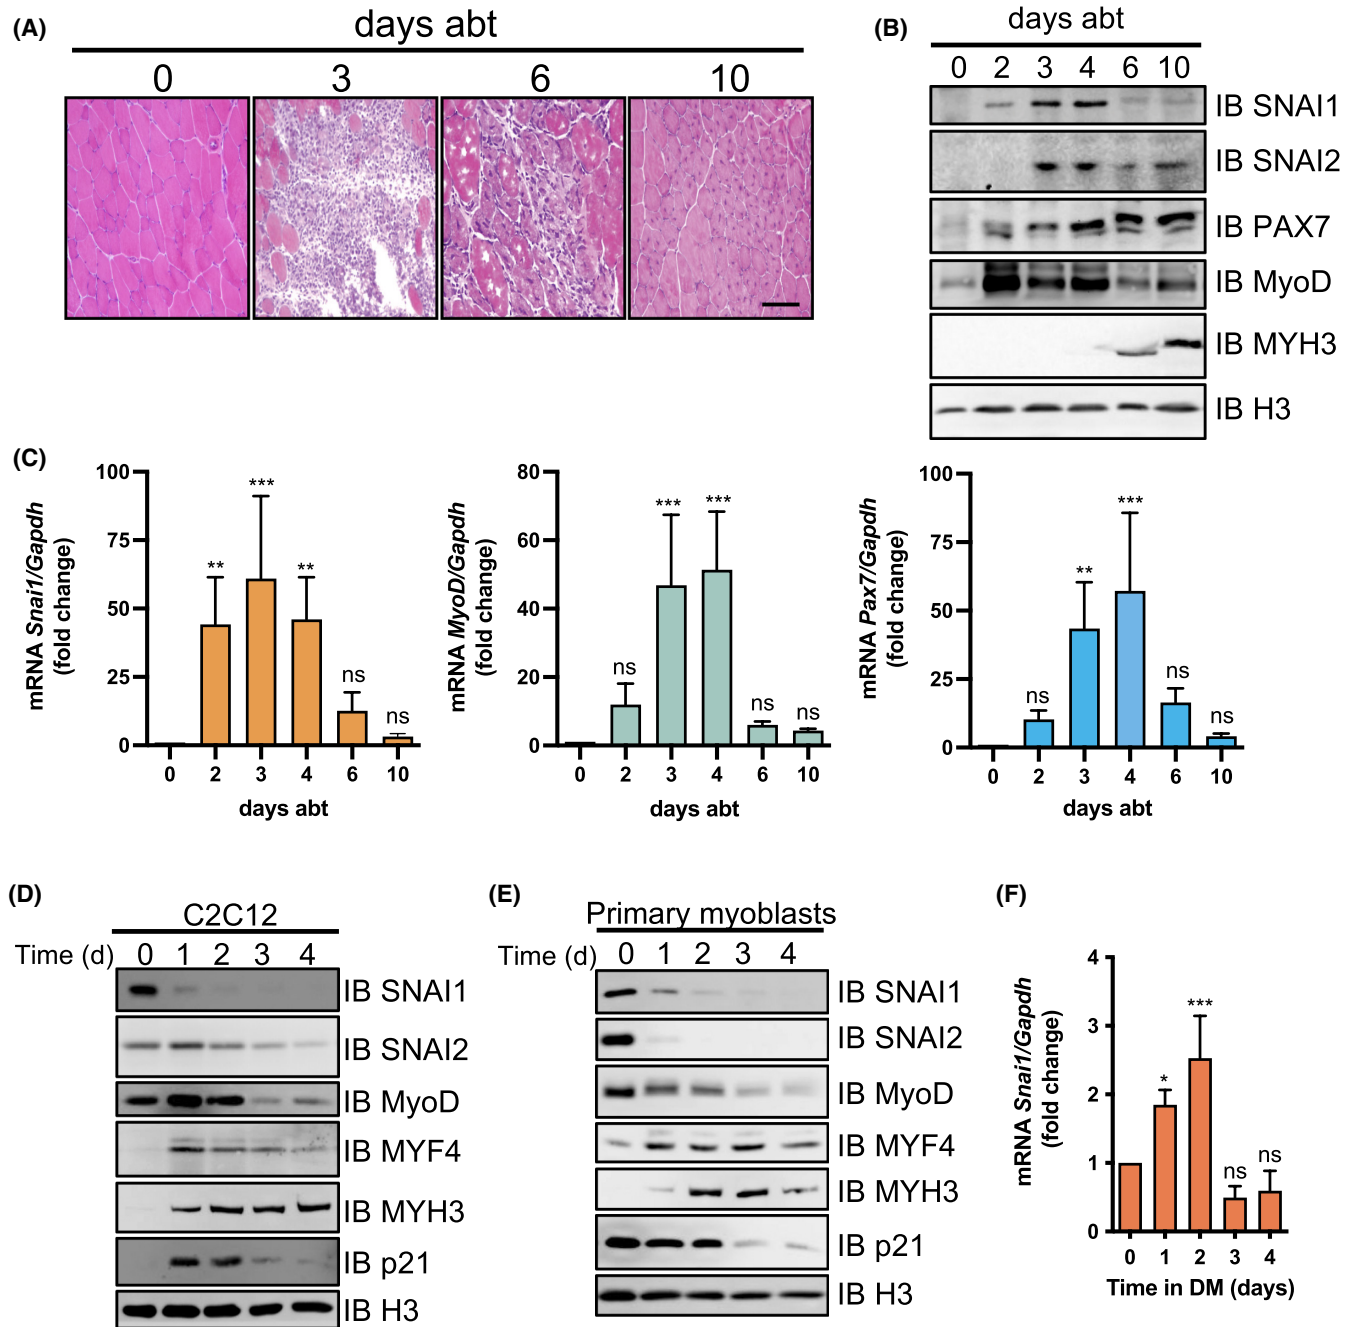 (A)
days abt
0 3 6 10
(B)
days abt
0 2 3 4 6 10
IB SNAI1
IB SNAI2
IB PAX7
IB MyoD
IB MYH3
IB H3
(C)
mRNA Snai1/Gapdh
(fold change)
100
75
50
25
0
** *** ** ns ns
0 2 3 4 6 10
days abt
mRNA MyoD/Gapdh
(fold change)
80
60
40
20
0
ns *** *** ns ns
0 2 3 4 6 10
days abt
mRNA Pax7/Gapdh
(fold change)
100
75
50
25
0
ns ** *** ns ns
0 2 3 4 6 10
days abt
(D)
C2C12
Time (d) 0 1 2 3 4
IB SNAI1
IB SNAI2
IB MyoD
IB MYF4
IB MYH3
IB p21
IB H3
(E)
Primary myoblasts
Time (d) 0 1 2 3 4
IB SNAI1
IB SNAI2
IB MyoD
IB MYF4
IB MYH3
IB p21
IB H3
(F)
mRNA Snai1/Gapdh
(fold change)
4
3
2
1
0
* *** ns ns
0 1 2 3 4
Time in DM (days)